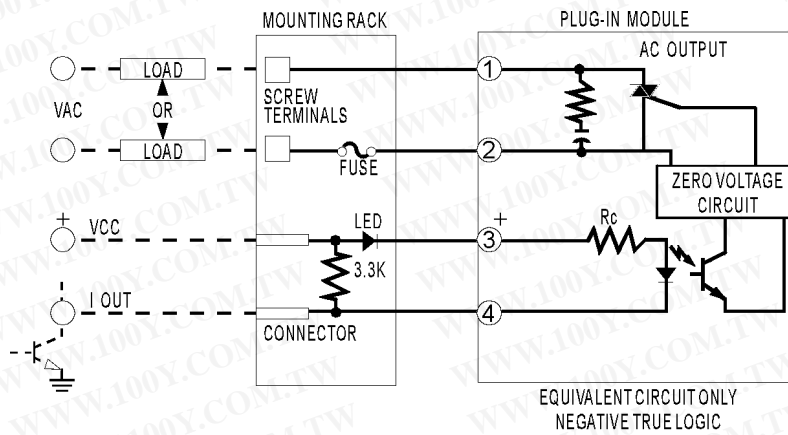 MOUNTING RACK
PLUG-IN MODULE
AC OUTPUT
LOAD
1
VAC
OR
SCREW
TERMINALS
LOAD
FUSE
2
ZERO VOLTAGE
CIRCUIT
+
VCC
LED
3
+
Rc
3.3K
I OUT
4
CONNECTOR
EQUIVALENT CIRCUIT ONLY
NEGATIVE TRUE LOGIC
WWW.100Y.COM.TW